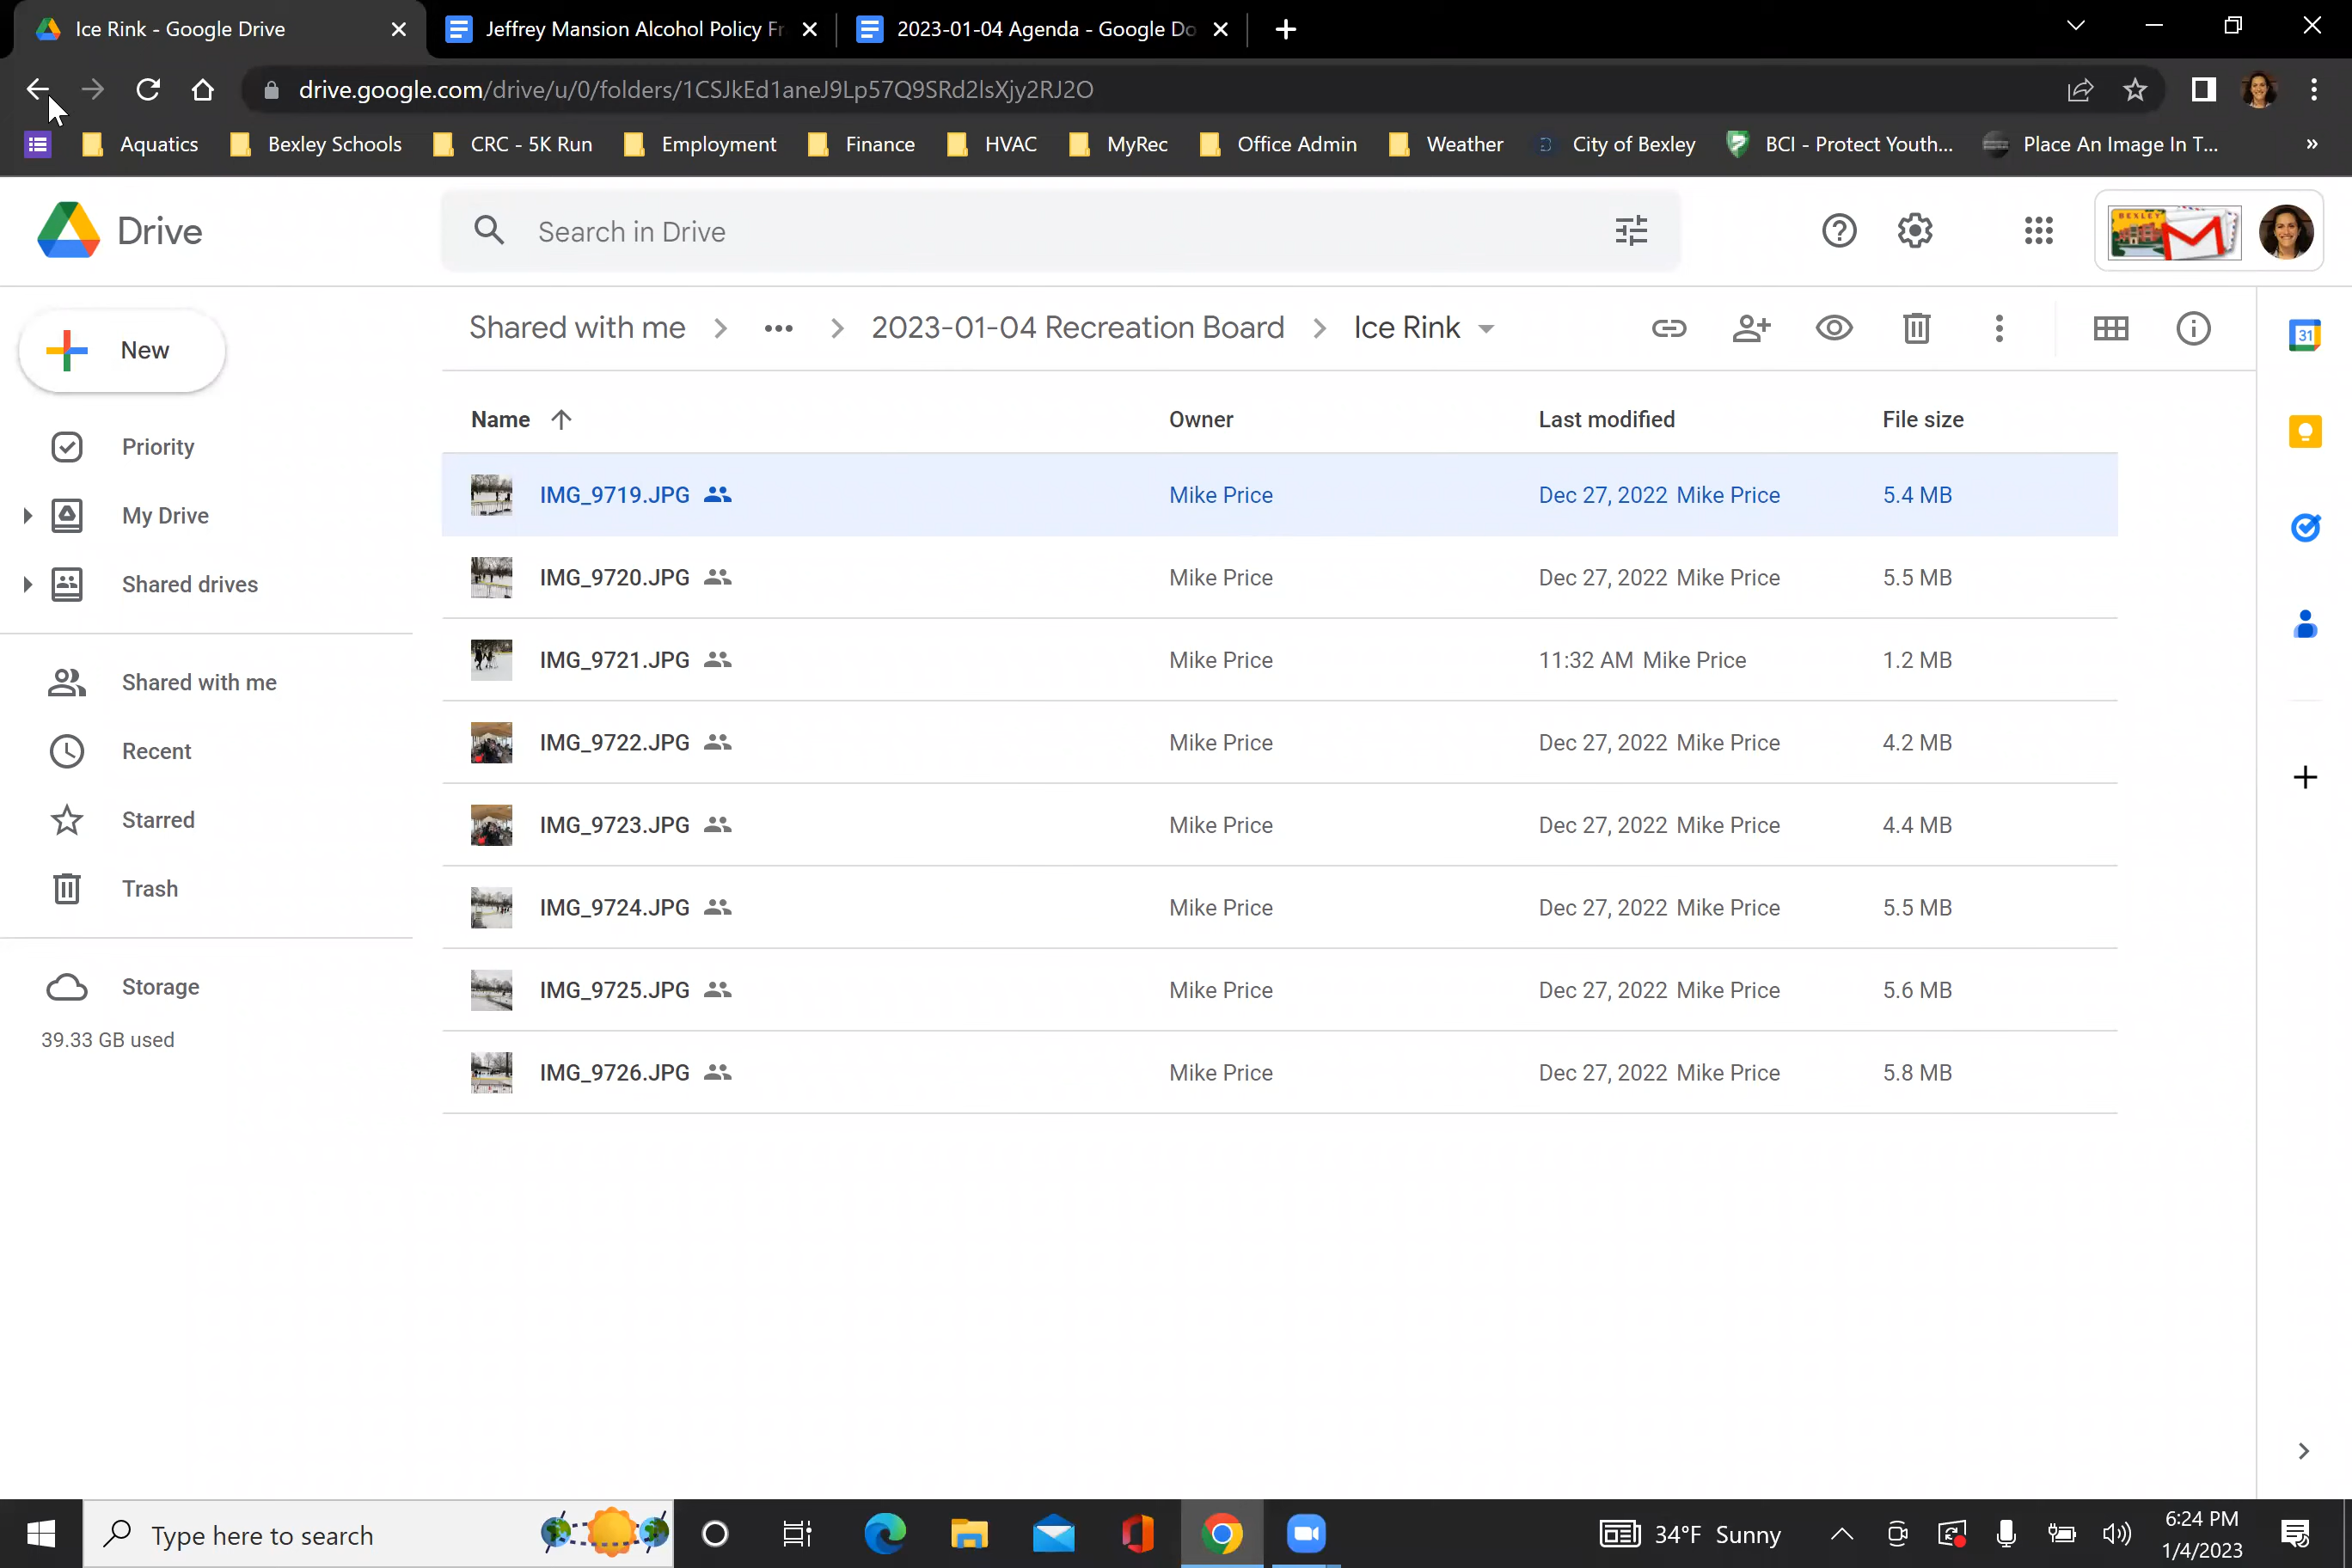 Ice Rink - Google Drive
Jeffrey Mansion Alcohol Policy Fr
2023-01-04 Agenda - Google Do
drive.google.com/drive/u/0/folders/1CSJkEd1aneJ9Lp57Q9SRd2lsXjy2RJ2O
Aquatics Bexley Schools CRC - 5K Run Employment Finance HVAC MyRec Office Admin Weather City of Bexley BCI - Protect Youth... Place An Image In T... »
Drive
Search in Drive
BEXLEY
New
Shared with me > ••• > 2023-01-04 Recreation Board > Ice Rink
31
Name Owner Last modified File size
Priority
My Drive
Shared drives
Shared with me
Recent
Starred
Trash
Storage
39.33 GB used
IMG_9719.JPG Mike Price Dec 27, 2022 Mike Price 5.4 MB
IMG_9720.JPG Mike Price Dec 27, 2022 Mike Price 5.5 MB
IMG_9721.JPG Mike Price 11:32 AM Mike Price 1.2 MB
IMG_9722.JPG Mike Price Dec 27, 2022 Mike Price 4.2 MB
IMG_9723.JPG Mike Price Dec 27, 2022 Mike Price 4.4 MB
IMG_9724.JPG Mike Price Dec 27, 2022 Mike Price 5.5 MB
IMG_9725.JPG Mike Price Dec 27, 2022 Mike Price 5.6 MB
IMG_9726.JPG Mike Price Dec 27, 2022 Mike Price 5.8 MB
Type here to search
34°F Sunny
6:24 PM
1/4/2023